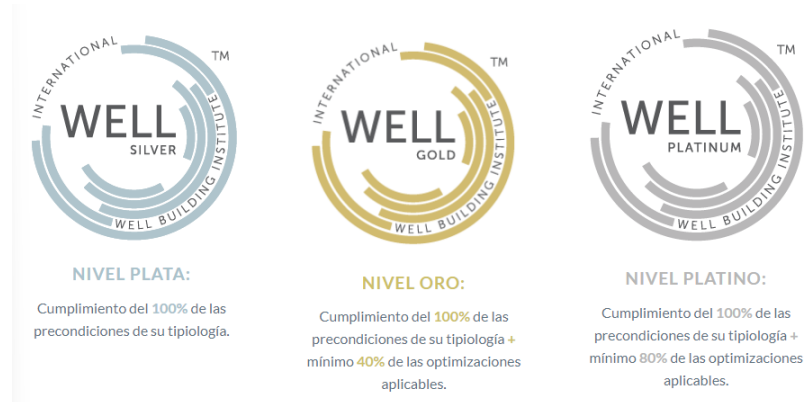 INTERNATIONAL
WELL BUILDING INSTITUTE
TM
WELL
SILVER
NIVEL PLATA:
Cumplimiento del 100% de las
precondiciones de su tipiología.
INTERNATIONAL
WELL BUILDING INSTITUTE
TM
WELL
GOLD
NIVEL ORO:
Cumplimiento del 100% de las
precondiciones de su tipiología +
mínimo 40% de las optimizaciones
aplicables.
INTERNATIONAL
WELL BUILDING INSTITUTE
TM
WELL
PLATINUM
NIVEL PLATINO:
Cumplimiento del 100% de las
precondiciones de su tipiología +
mínimo 80% de las optimizaciones
aplicables.